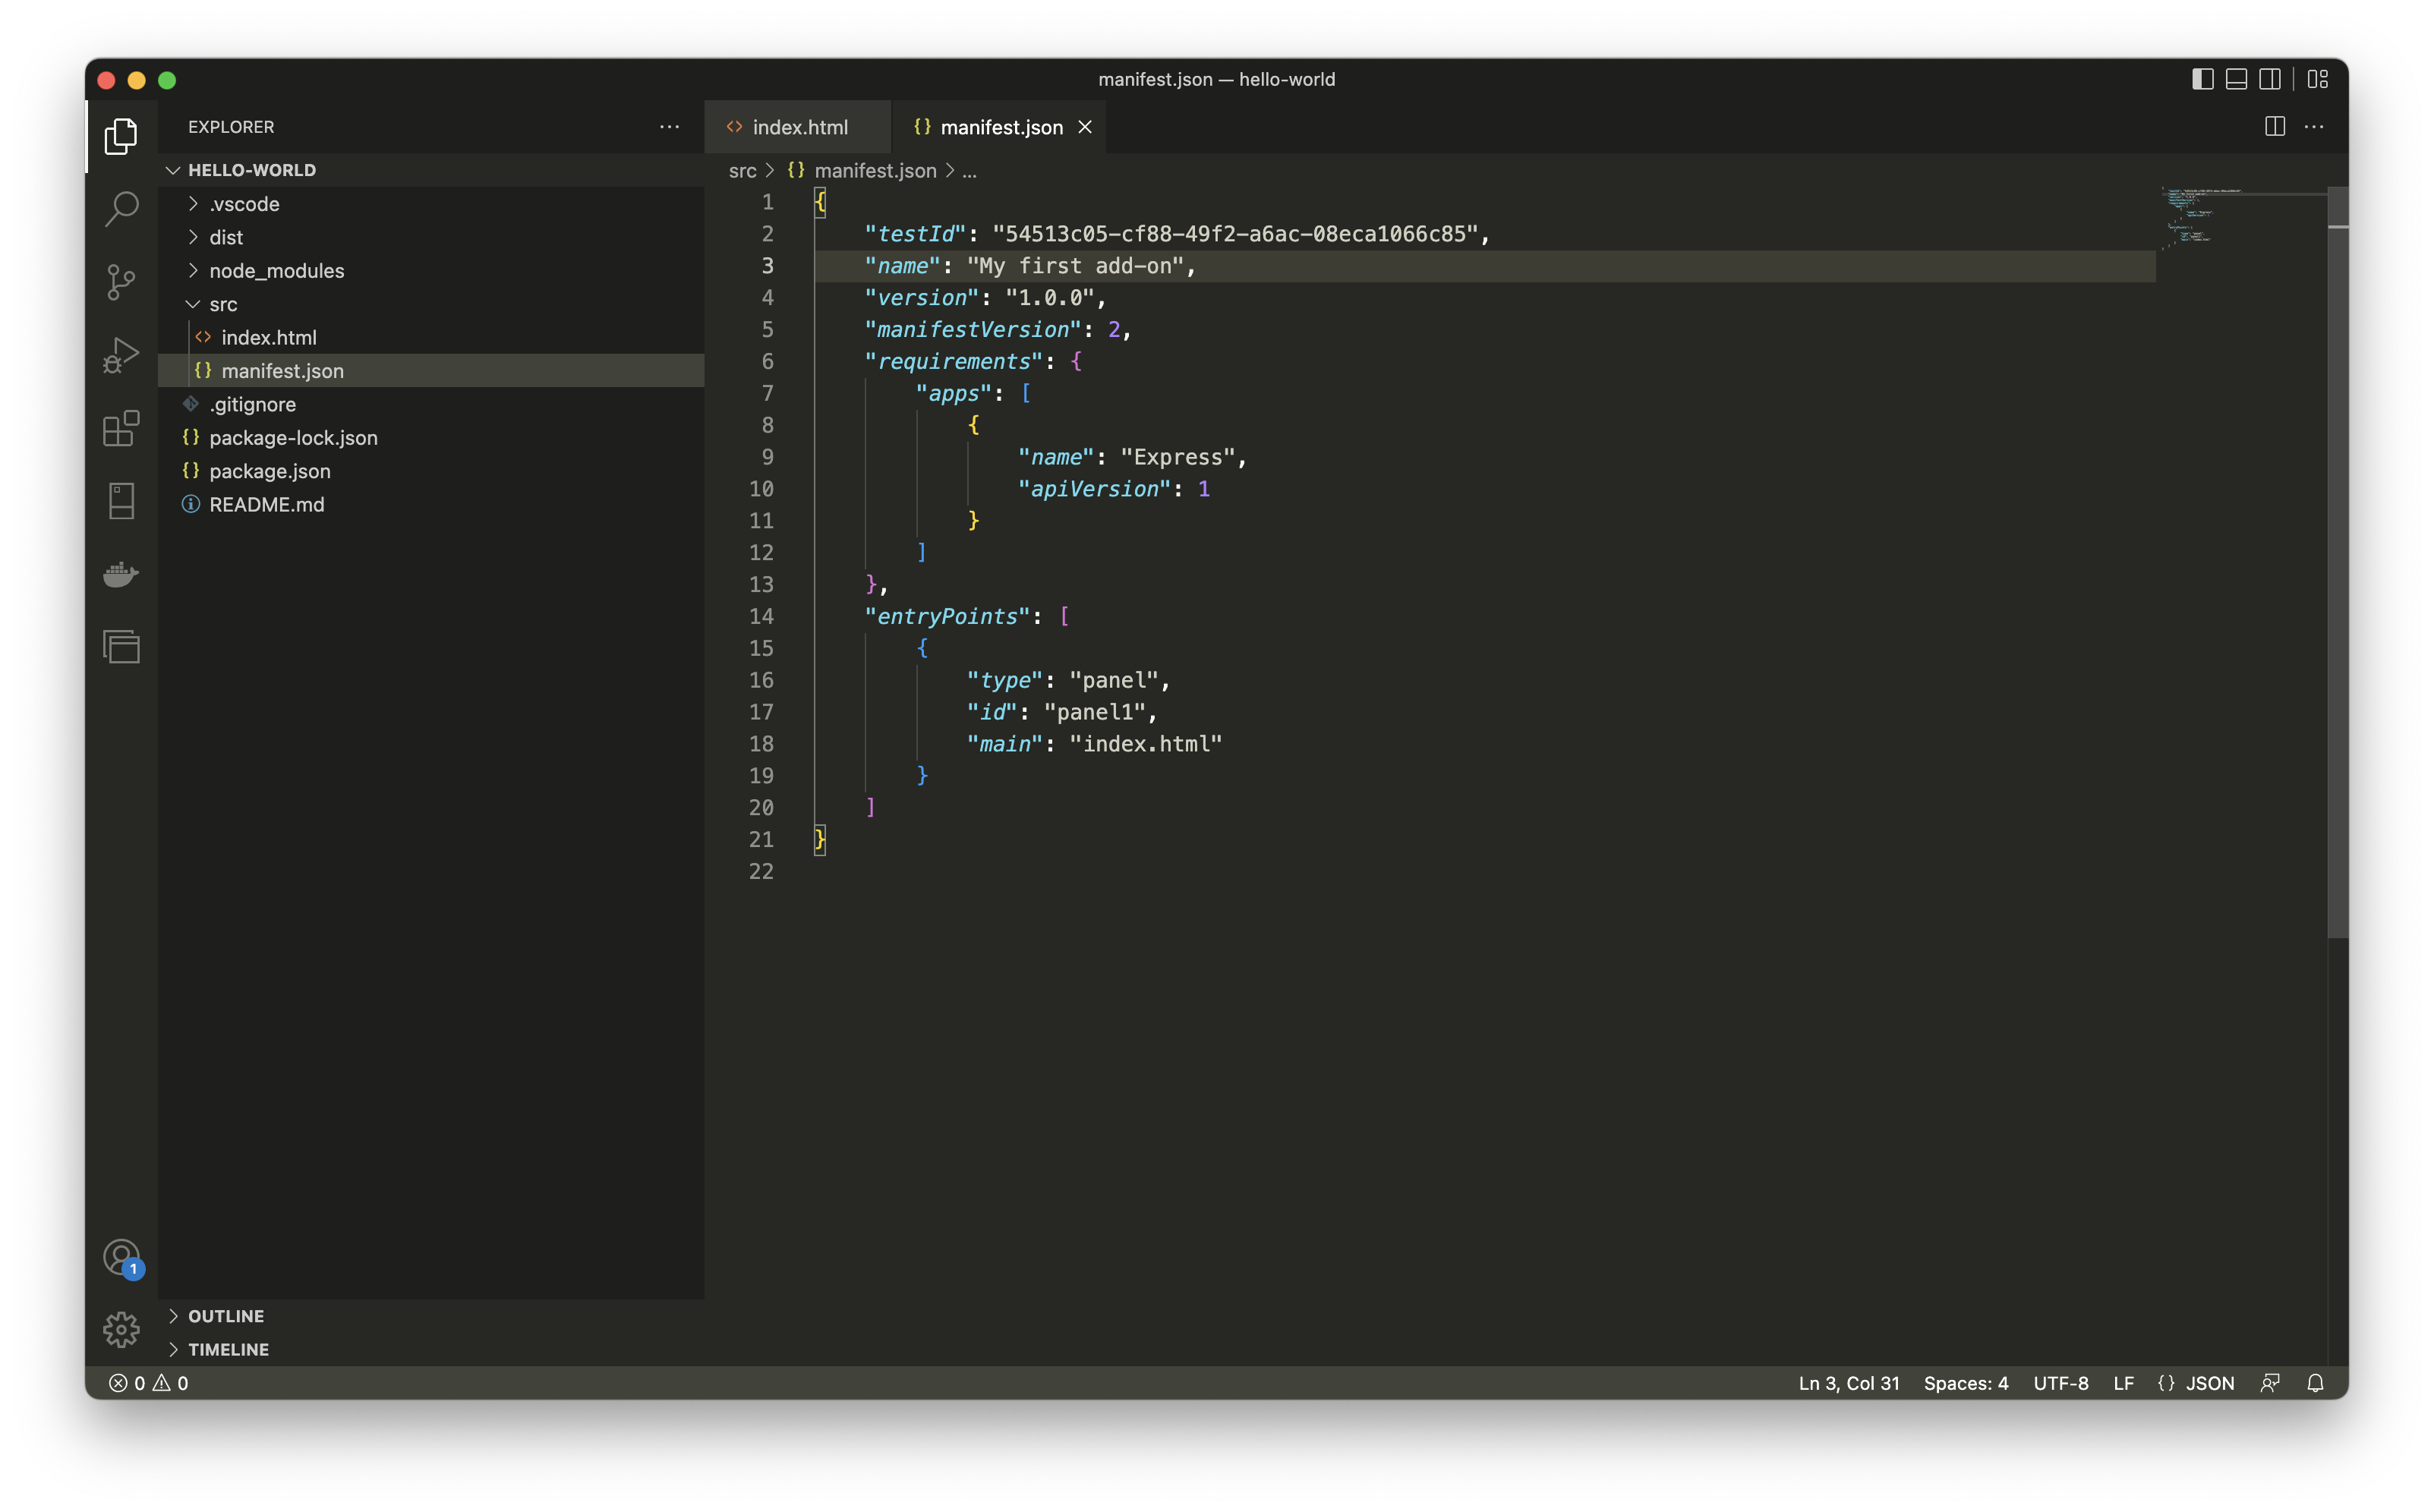 manifest.json — hello-world
EXPLORER
HELLO-WORLD
.vscode
dist
node_modules
src
index.html
manifest.json
.gitignore
package-lock.json
package.json
README.md
OUTLINE
TIMELINE
index.html
manifest.json
src > {} manifest.json > ...
1 {
2     "testId": "54513c05-cf88-49f2-a6ac-08eca1066c85",
3     "name": "My first add-on",
4     "version": "1.0.0",
5     "manifestVersion": 2,
6     "requirements": {
7         "apps": [
8             {
9                 "name": "Express",
10                 "apiVersion": 1
11             }
12         ]
13     },
14     "entryPoints": [
15         {
16             "type": "panel",
17             "id": "panel1",
18             "main": "index.html"
19         }
20     ]
21 }
22
1
0 0
Ln 3, Col 31 Spaces: 4 UTF-8 LF {} JSON